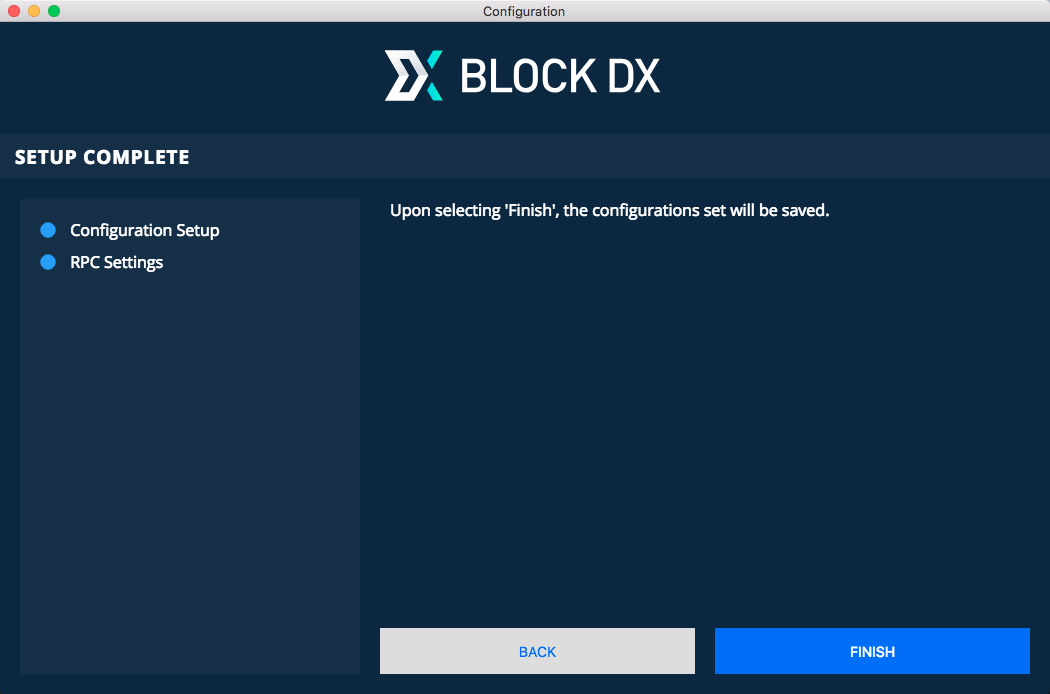 Configuration
BLOCK DX
SETUP COMPLETE
Configuration Setup
RPC Settings
Upon selecting 'Finish', the configurations set will be saved.
BACK
FINISH